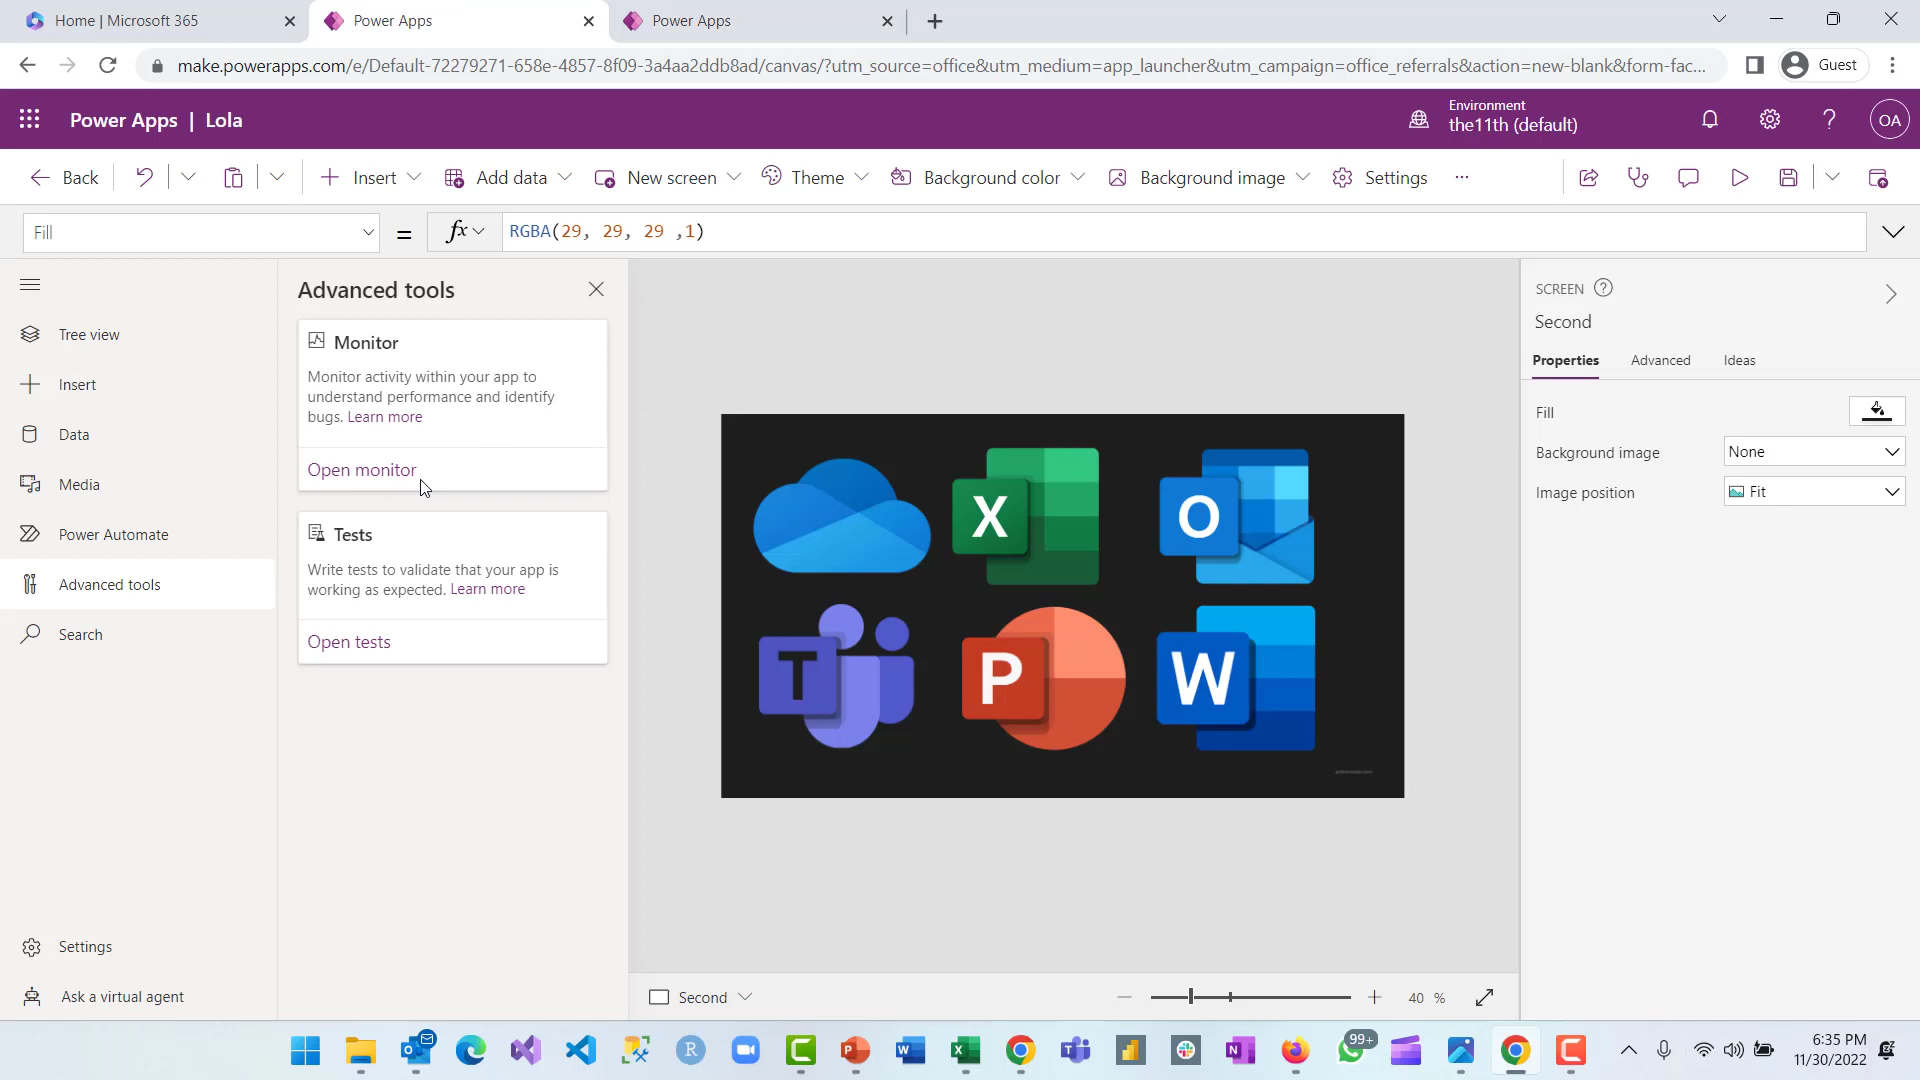 Home | Microsoft 365
Power Apps
Power Apps
make.powerapps.com/e/Default-72279271-658e-4857-8f09-3a4aa2ddb8ad/canvas/?utm_source=office&utm_medium=app_launcher&utm_campaign=office_referrals&action=new-blank&form-fac...
Guest
Power Apps | Lola
Environment
the11th (default)
OA
Back
Insert
Add data
New screen
Theme
Background color
Background image
Settings
Fill
=
fx
RGBA(29, 29, 29 ,1)
Tree view
Insert
Data
Media
Power Automate
Advanced tools
Search
Settings
Ask a virtual agent
Advanced tools
Monitor
Monitor activity within your app to
understand performance and identify
bugs. Learn more
Open monitor
Tests
Write tests to validate that your app is
working as expected. Learn more
Open tests
X
O
T
P
W
Second
40 %
SCREEN
Second
Properties
Advanced
Ideas
Fill
Background image
None
Image position
Fit
99+
6:35 PM
11/30/2022